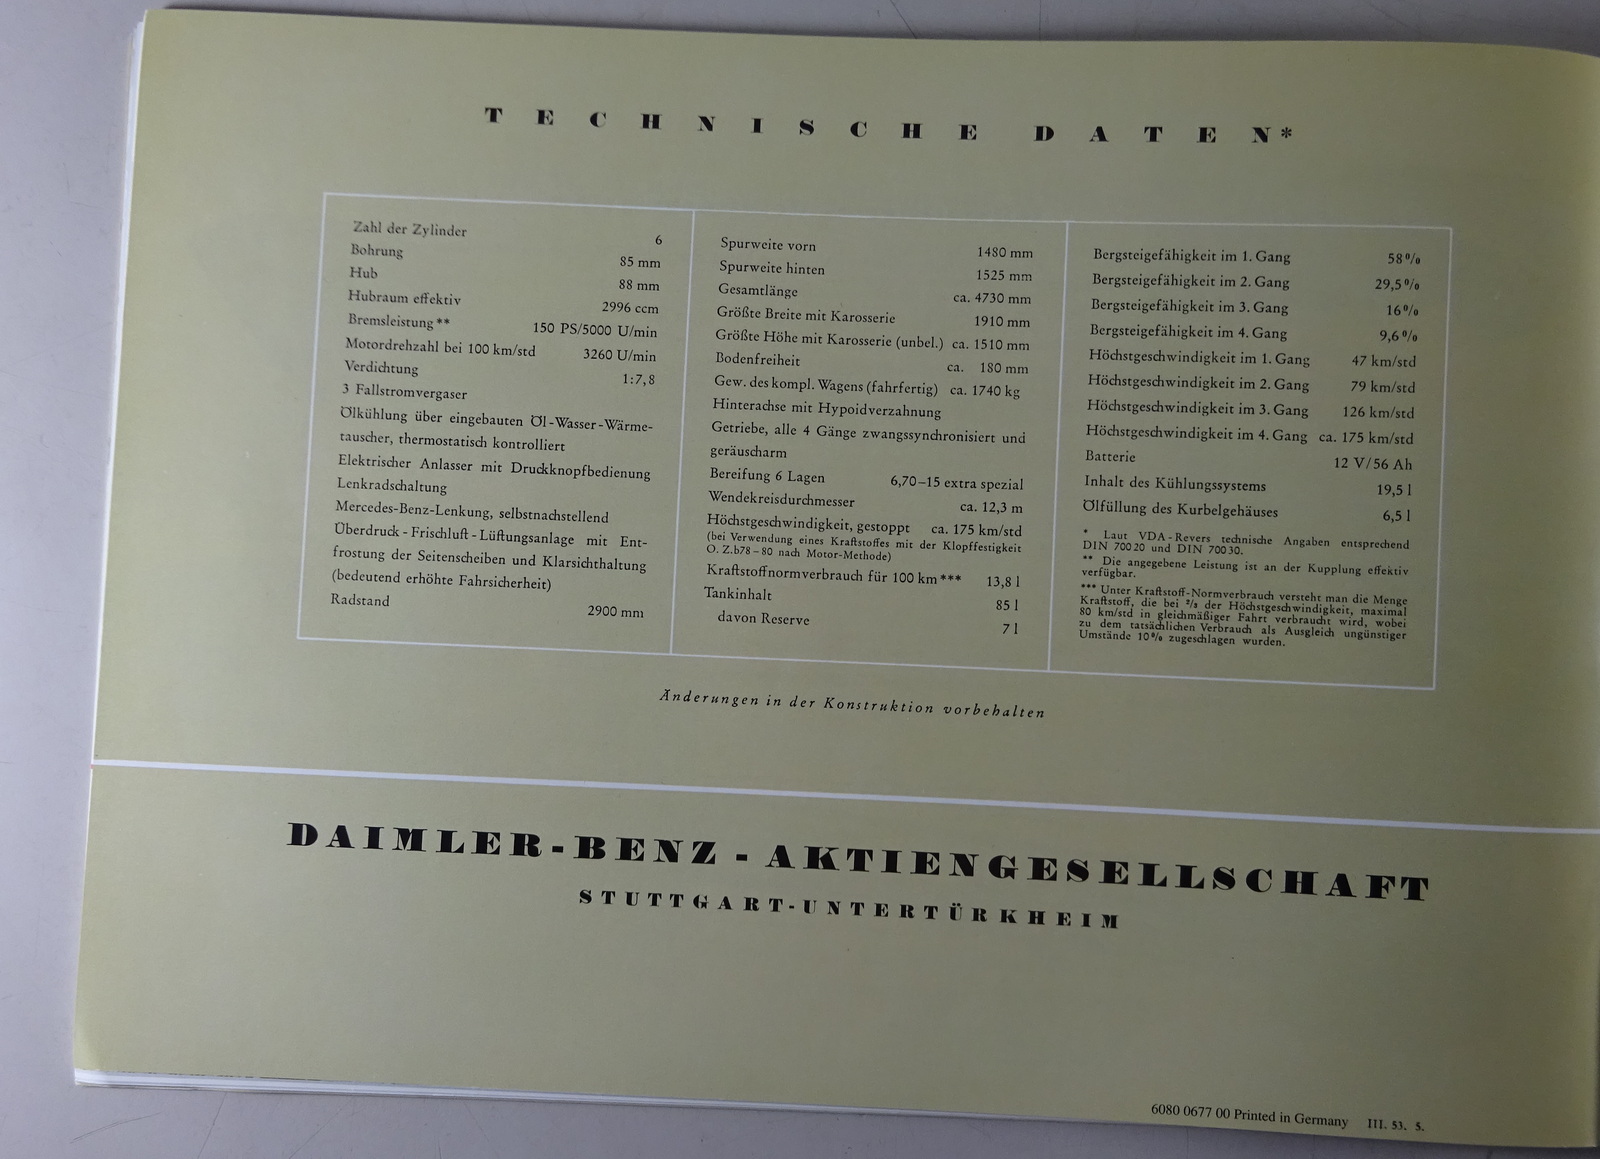 TECHNISCHE DATEN*
Zahl der Zylinder 6
Bohrung 85 mm
Hub 88 mm
Hubraum effektiv 2996 ccm
Bremsleistung** 150 PS/5000 U/min
Motordrehzahl bei 100 km/std 3260 U/min
Verdichtung 1:7,8
3 Fallstromvergaser
Ölkühlung über eingebauten Öl-Wasser-Wärme-
tauscher, thermostatisch kontrolliert
Elektrischer Anlasser mit Druckknopfbedienung
Lenkradschaltung
Mercedes-Benz-Lenkung, selbstnachstellend
Überdruck-Frischluft-Lüftungsanlage mit Ent-
frostung der Seitenscheiben und Klarsichthaltung
(bedeutend erhöhte Fahrsicherheit)
Radstand 2900 mm
Spurweite vorn 1480 mm
Spurweite hinten 1525 mm
Gesamtlänge ca. 4730 mm
Größte Breite mit Karosserie 1910 mm
Größte Höhe mit Karosserie (unbel.) ca. 1510 mm
Bodenfreiheit ca. 180 mm
Gew. des kompl. Wagens (fahrfertig) ca. 1740 kg
Hinterachse mit Hypoidverzahnung
Getriebe, alle 4 Gänge zwangssynchronisiert und
geräuscharm
Bereifung 6 Lagen 6,70–15 extra spezial
Wendekreisdurchmesser ca. 12,3 m
Höchstgeschwindigkeit, gestoppt ca. 175 km/std
(bei Verwendung eines Kraftstoffes mit der Klopffestigkeit
O. Z.b78–80 nach Motor-Methode)
Kraftstoffnormverbrauch für 100 km*** 13,8 l
Tankinhalt 85 l
davon Reserve 7 l
Bergsteigefähigkeit im 1. Gang 58%
Bergsteigefähigkeit im 2. Gang 29,5%
Bergsteigefähigkeit im 3. Gang 16%
Bergsteigefähigkeit im 4. Gang 9,6%
Höchstgeschwindigkeit im 1. Gang 47 km/std
Höchstgeschwindigkeit im 2. Gang 79 km/std
Höchstgeschwindigkeit im 3. Gang 126 km/std
Höchstgeschwindigkeit im 4. Gang ca. 175 km/std
Batterie 12 V/56 Ah
Inhalt des Kühlungssystems 19,5 l
Ölfüllung des Kurbelgehäuses 6,5 l
* Laut VDA-Revers technische Angaben entsprechend
DIN 70020 und DIN 70030.
** Die angegebene Leistung ist an der Kupplung effektiv
verfügbar.
*** Unter Kraftstoff-Normverbrauch versteht man die Menge
Kraftstoff, die bei ²/₃ der Höchstgeschwindigkeit, maximal
80 km/std in gleichmäßiger Fahrt verbraucht wird, wobei
zu dem tatsächlichen Verbrauch als Ausgleich ungünstiger
Umstände 10% zugeschlagen wurden.
Änderungen in der Konstruktion vorbehalten
DAIMLER-BENZ - AKTIENGESELLSCHAFT
STUTTGART-UNTERTÜRKHEIM
6080 0677 00 Printed in Germany III. 53. 5.